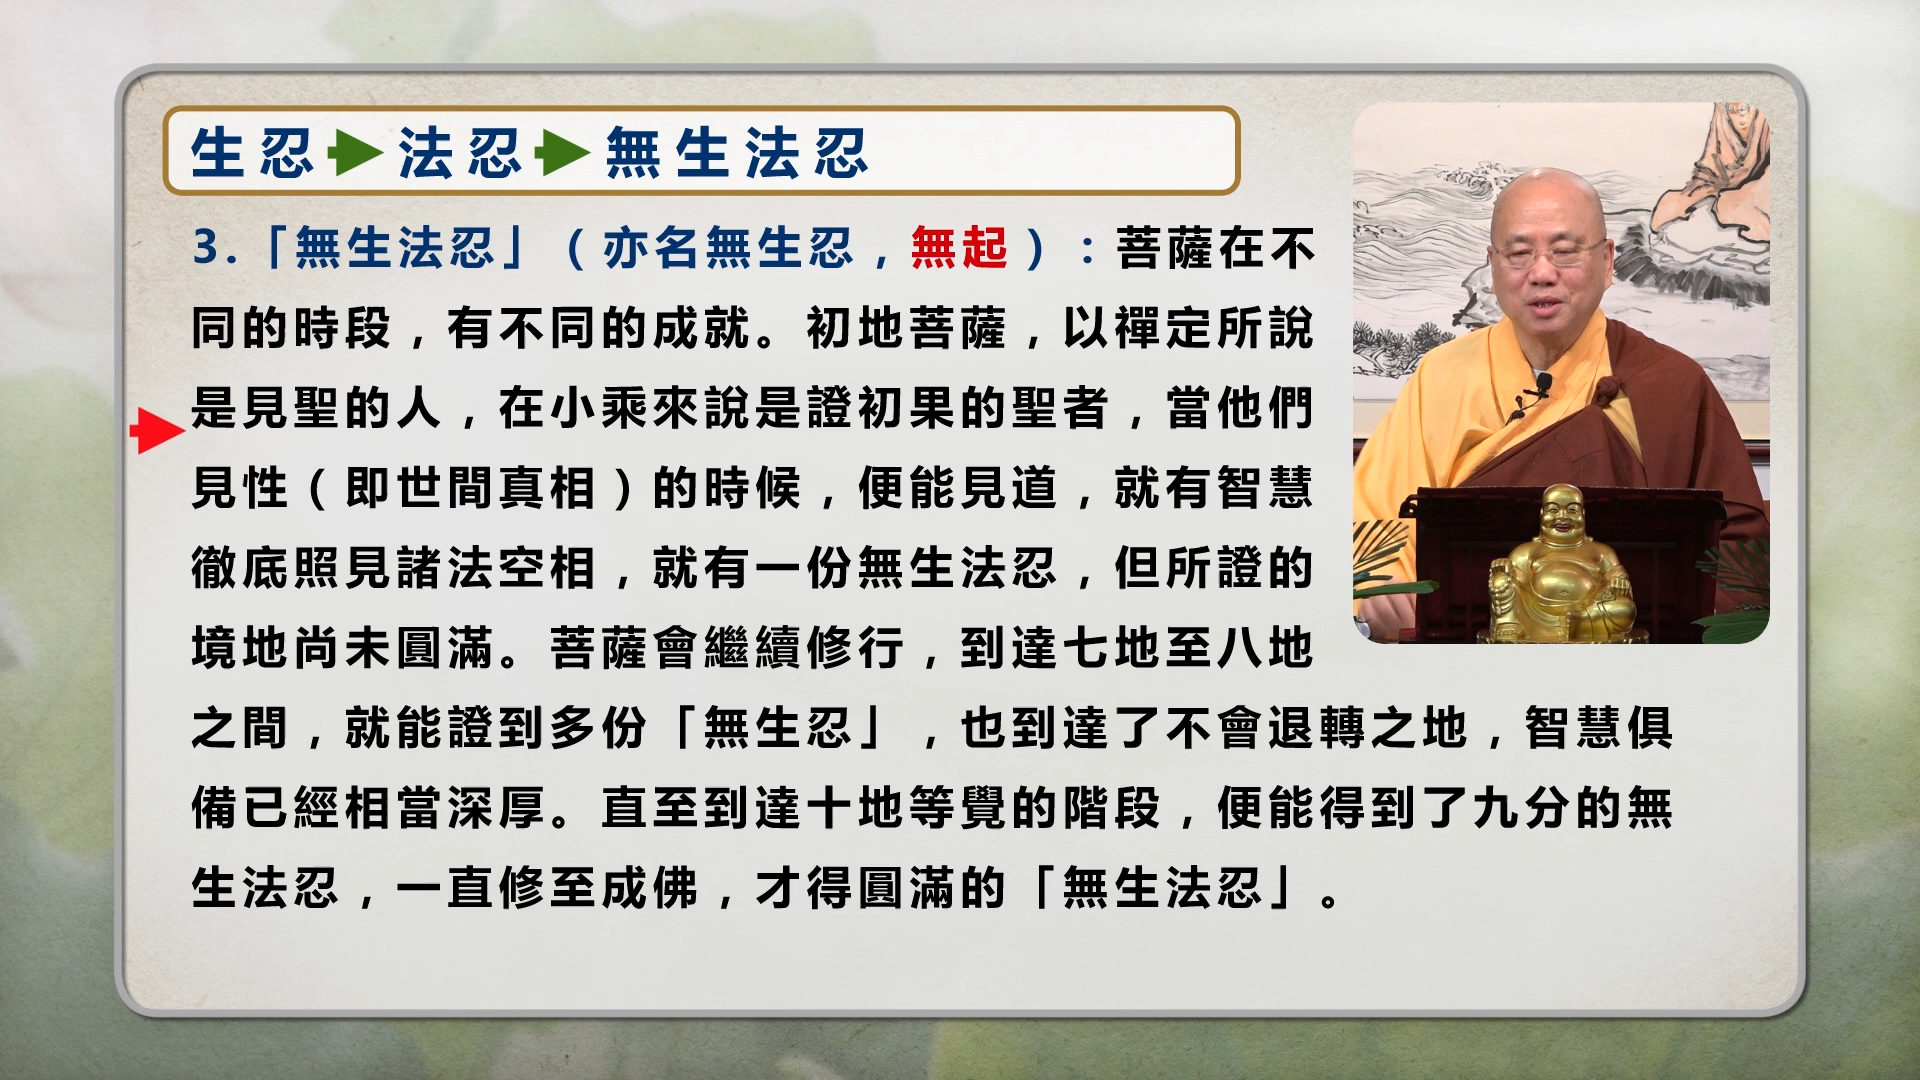 生忍 法忍 無生法忍
3.「無生法忍」（亦名無生忍，無起）：菩薩在不
同的時段，有不同的成就。初地菩薩，以禪定所說
是見聖的人，在小乘來說是證初果的聖者，當他們
見性（即世間真相）的時候，便能見道，就有智慧
徹底照見諸法空相，就有一份無生法忍，但所證的
境地尚未圓滿。菩薩會繼續修行，到達七地至八地
之間，就能證到多份「無生忍」，也到達了不會退轉之地，智慧俱
備已經相當深厚。直至到達十地等覺的階段，便能得到了九分的無
生法忍，一直修至成佛，才得圓滿的「無生法忍」。